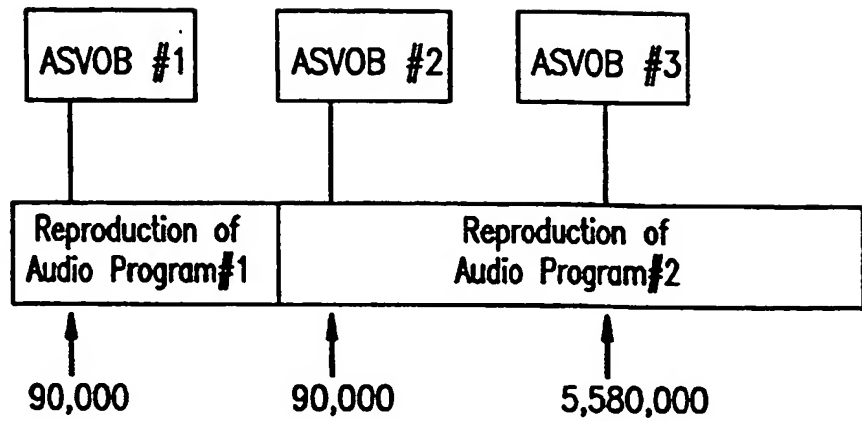 ASVOB #1
ASVOB #2
ASVOB #3
Reproduction of
Audio Program#1
Reproduction of
Audio Program#2
90,000
90,000
5,580,000